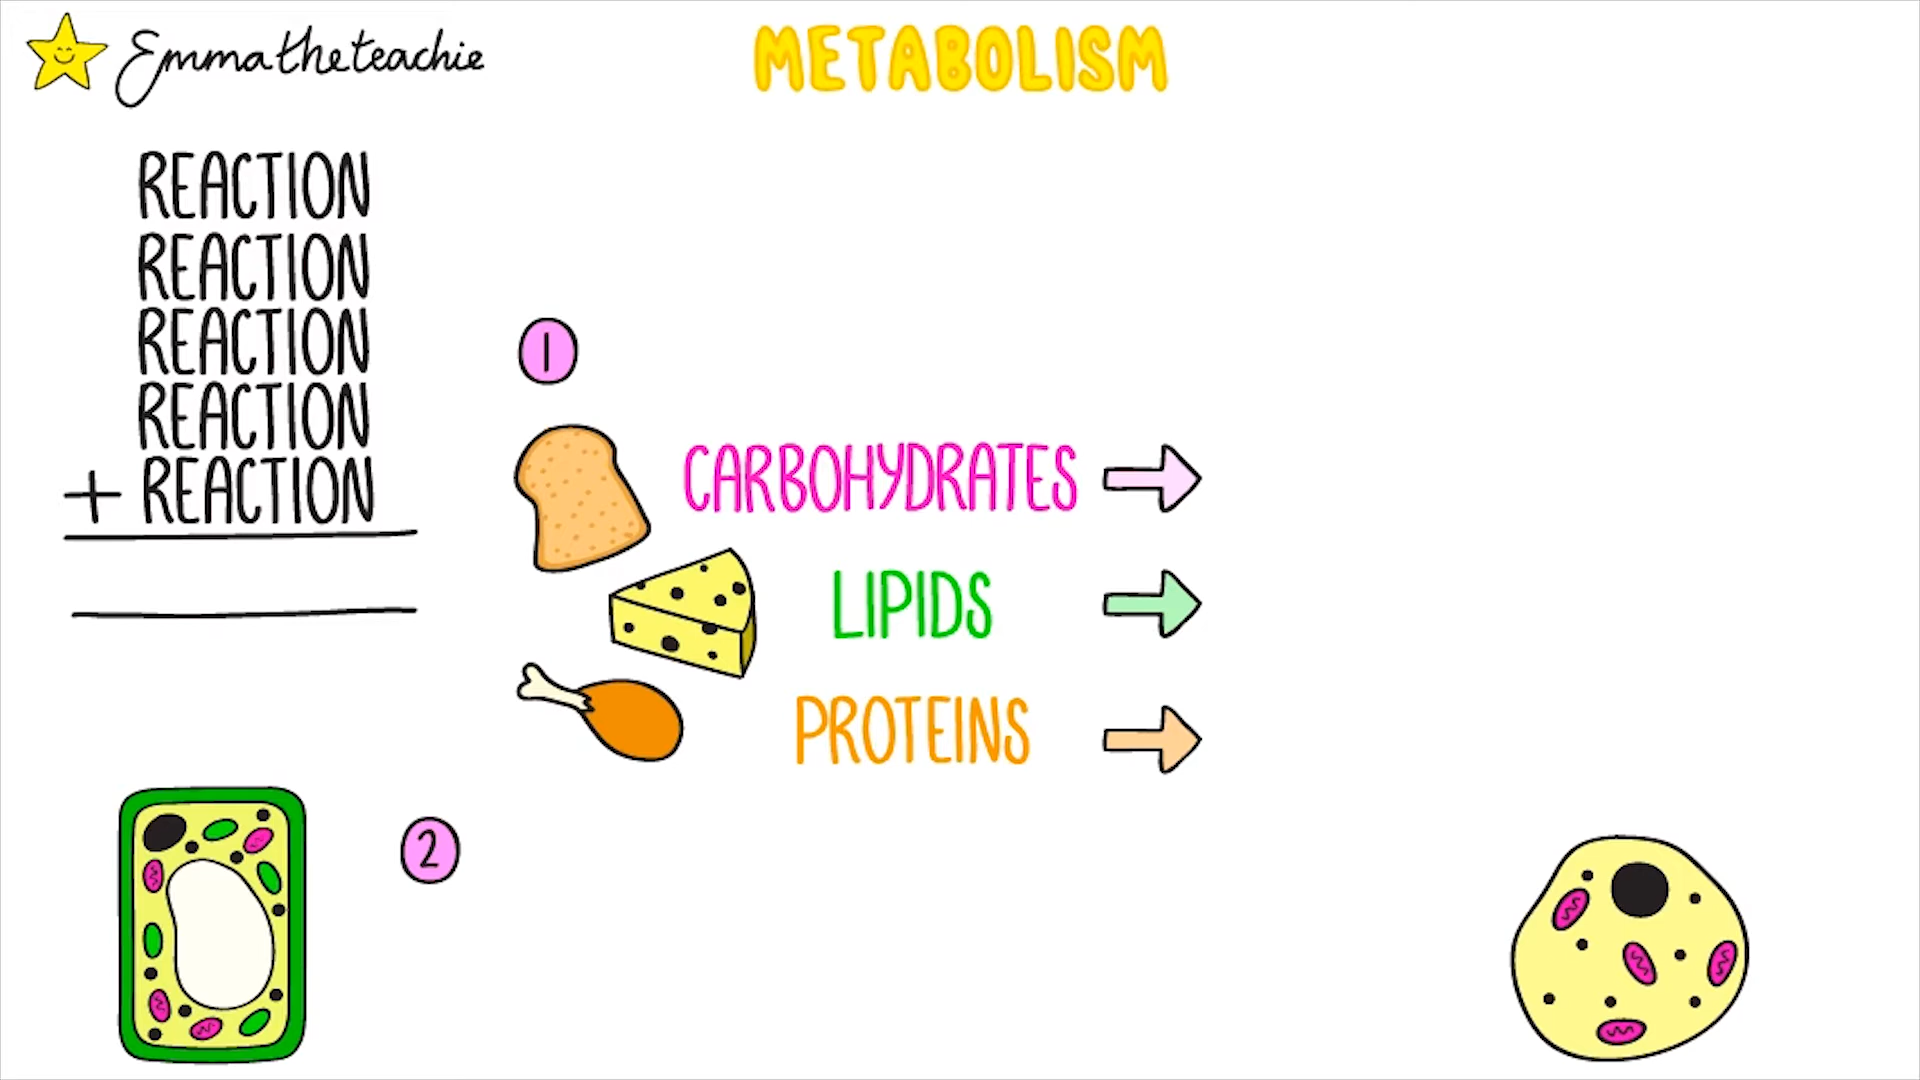 Emmatheteachie
METABOLISM
REACTION
REACTION
REACTION
REACTION
+ REACTION
1
CARBOHYDRATES
LIPIDS
PROTEINS
2